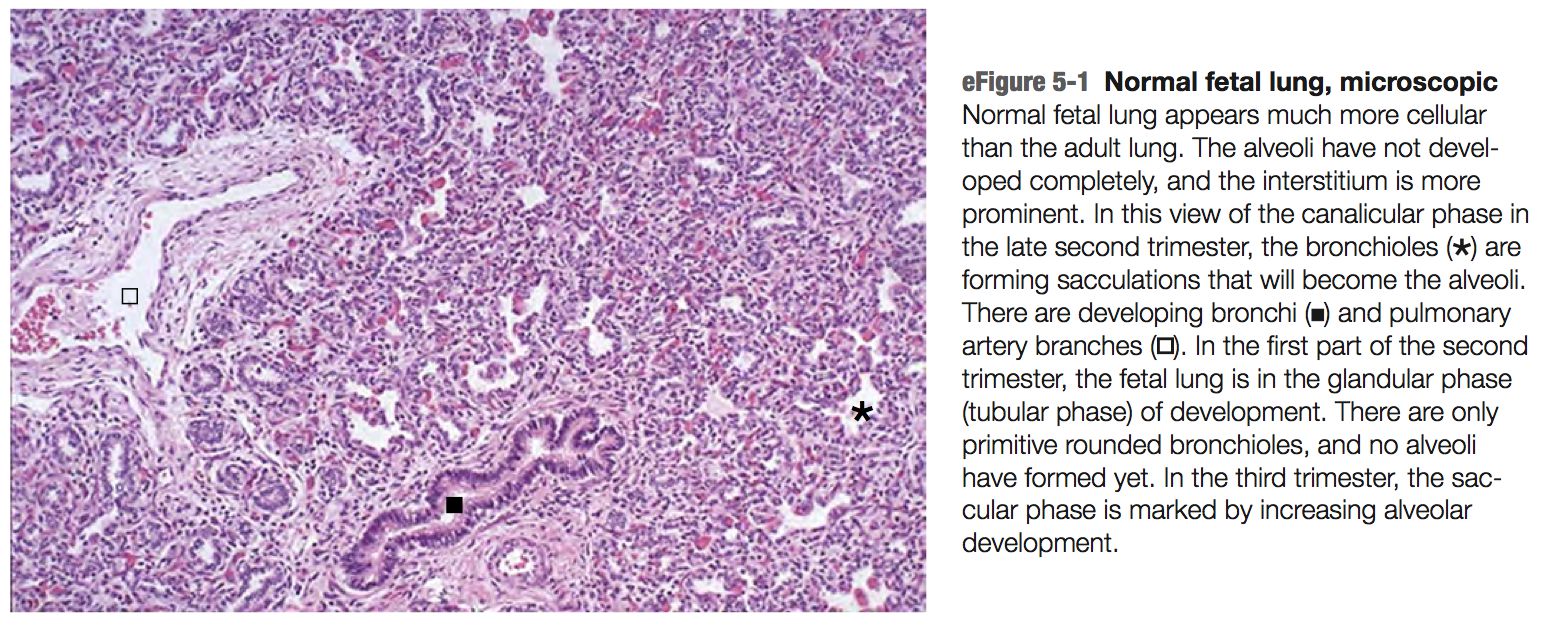 eFigure 5-1 Normal fetal lung, microscopic
Normal fetal lung appears much more cellular
than the adult lung. The alveoli have not devel-
oped completely, and the interstitium is more
prominent. In this view of the canalicular phase in
the late second trimester, the bronchioles (*) are
forming sacculations that will become the alveoli.
There are developing bronchi (■) and pulmonary
artery branches (□). In the first part of the second
trimester, the fetal lung is in the glandular phase
(tubular phase) of development. There are only
primitive rounded bronchioles, and no alveoli
have formed yet. In the third trimester, the sac-
cular phase is marked by increasing alveolar
development.